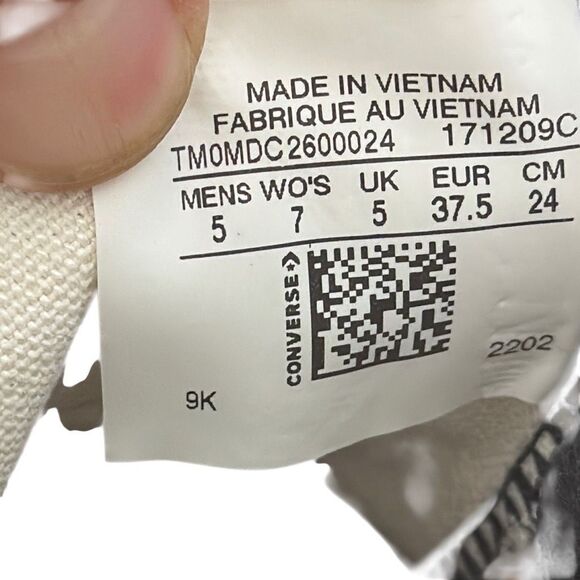 MADE IN VIETNAM
FABRIQUE AU VIETNAM
TM0MDC2600024 171209C
MENS WO'S UK EUR CM
5 7 5 37.5 24
CONVERSE
2202
9K